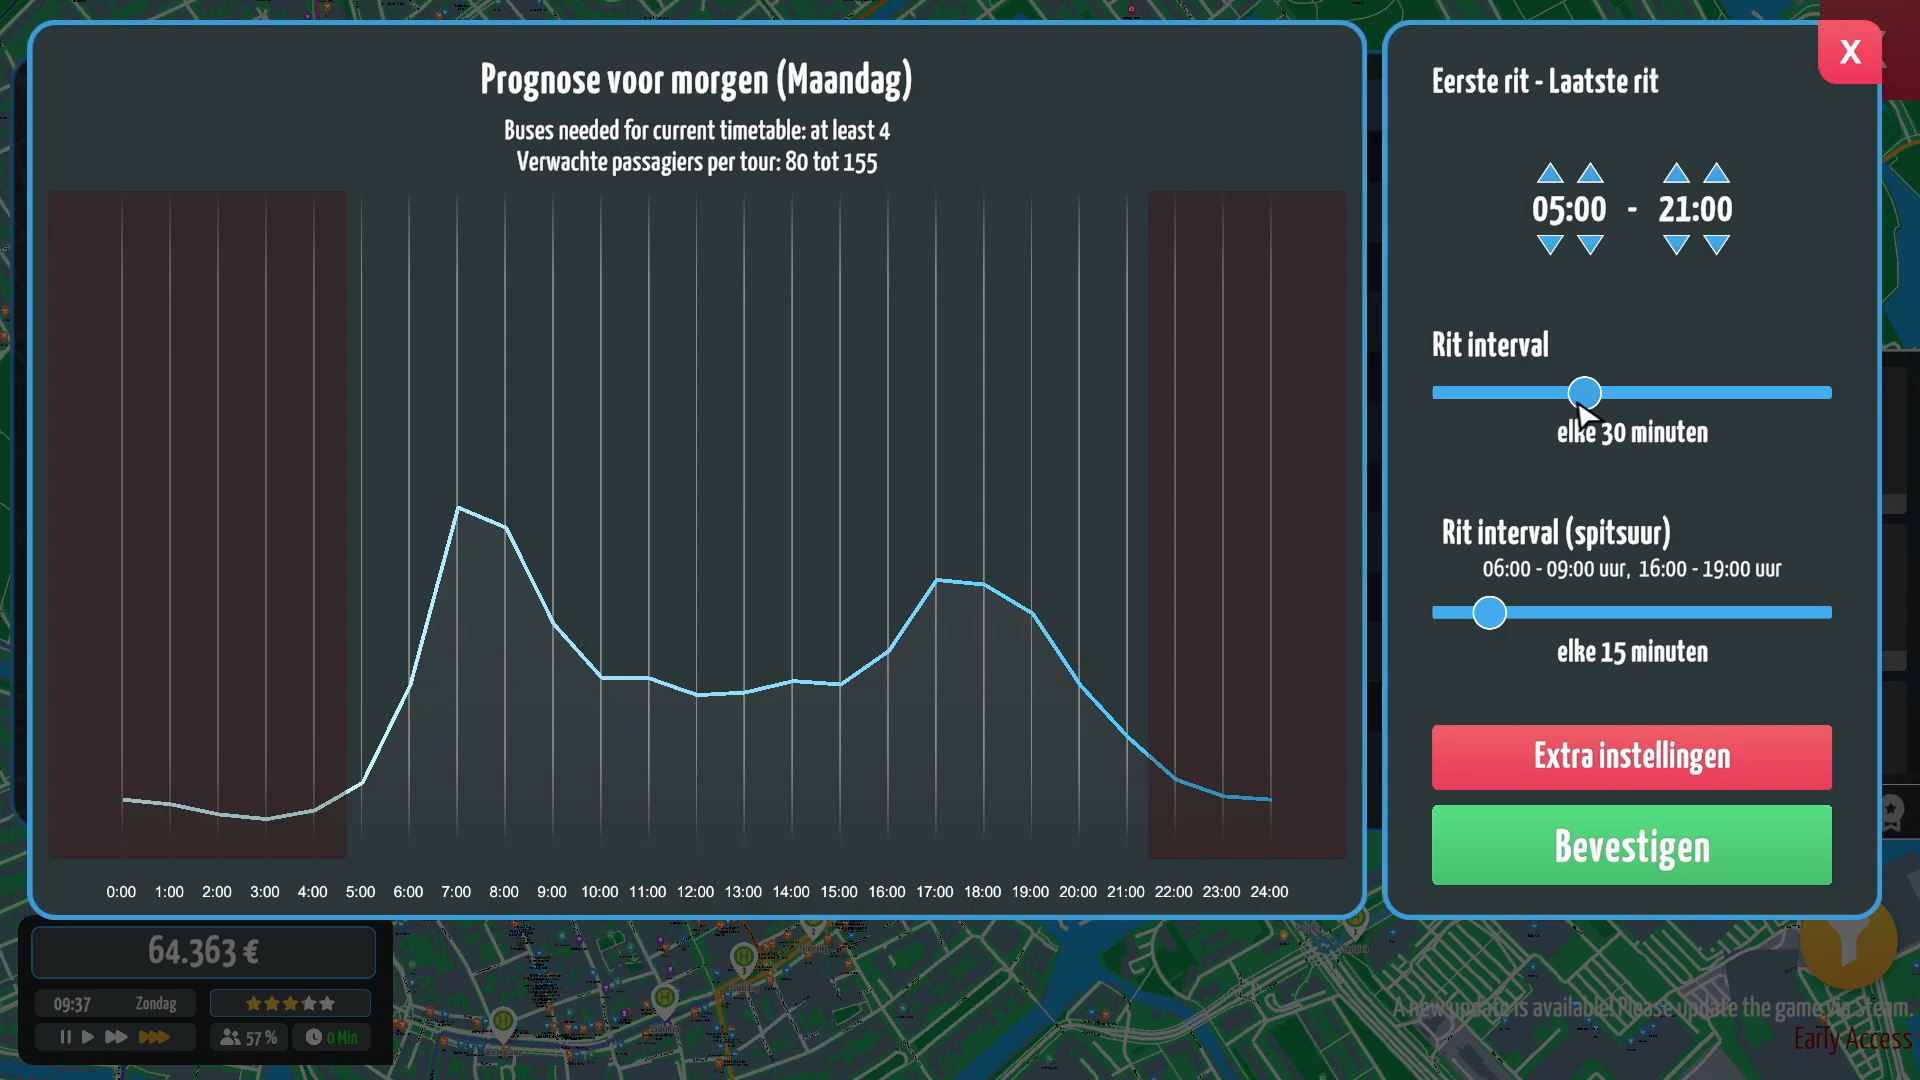 Prognose voor morgen (Maandag)
Buses needed for current timetable: at least 4
Verwachte passagiers per tour: 80 tot 155
0:00 1:00 2:00 3:00 4:00 5:00 6:00 7:00 8:00 9:00 10:00 11:00 12:00 13:00 14:00 15:00 16:00 17:00 18:00 19:00 20:00 21:00 22:00 23:00 24:00
X
Eerste rit - Laatste rit
05:00 - 21:00
Rit interval
elke 30 minuten
Rit interval (spitsuur)
06:00 - 09:00 uur, 16:00 - 19:00 uur
elke 15 minuten
Extra instellingen
Bevestigen
64.363 €
09:37 Zondag
57 % 0 Min
A new update is available! Please update the game via Steam.
Early Access